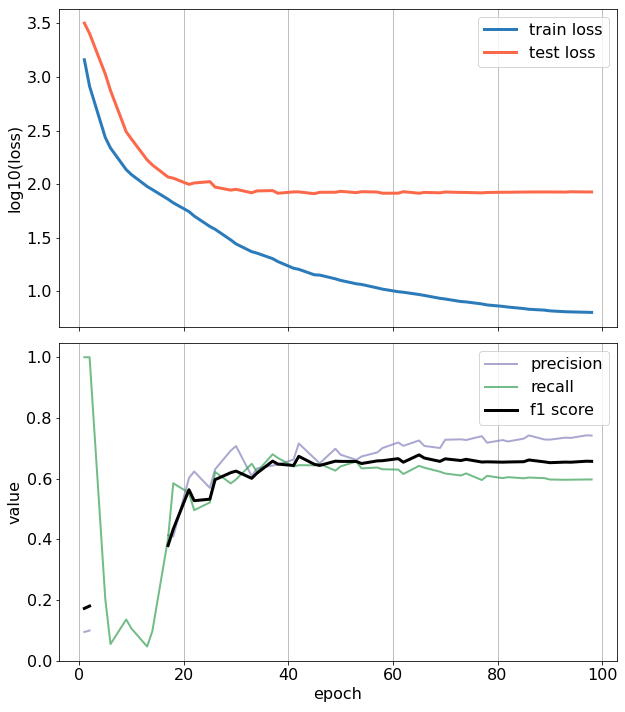 3.5
3.0
2.5
2.0
1.5
1.0
log10(loss)
train loss
test loss
1.0
0.8
0.6
0.4
0.2
0.0
value
precision
recall
f1 score
0 20 40 60 80 100
epoch